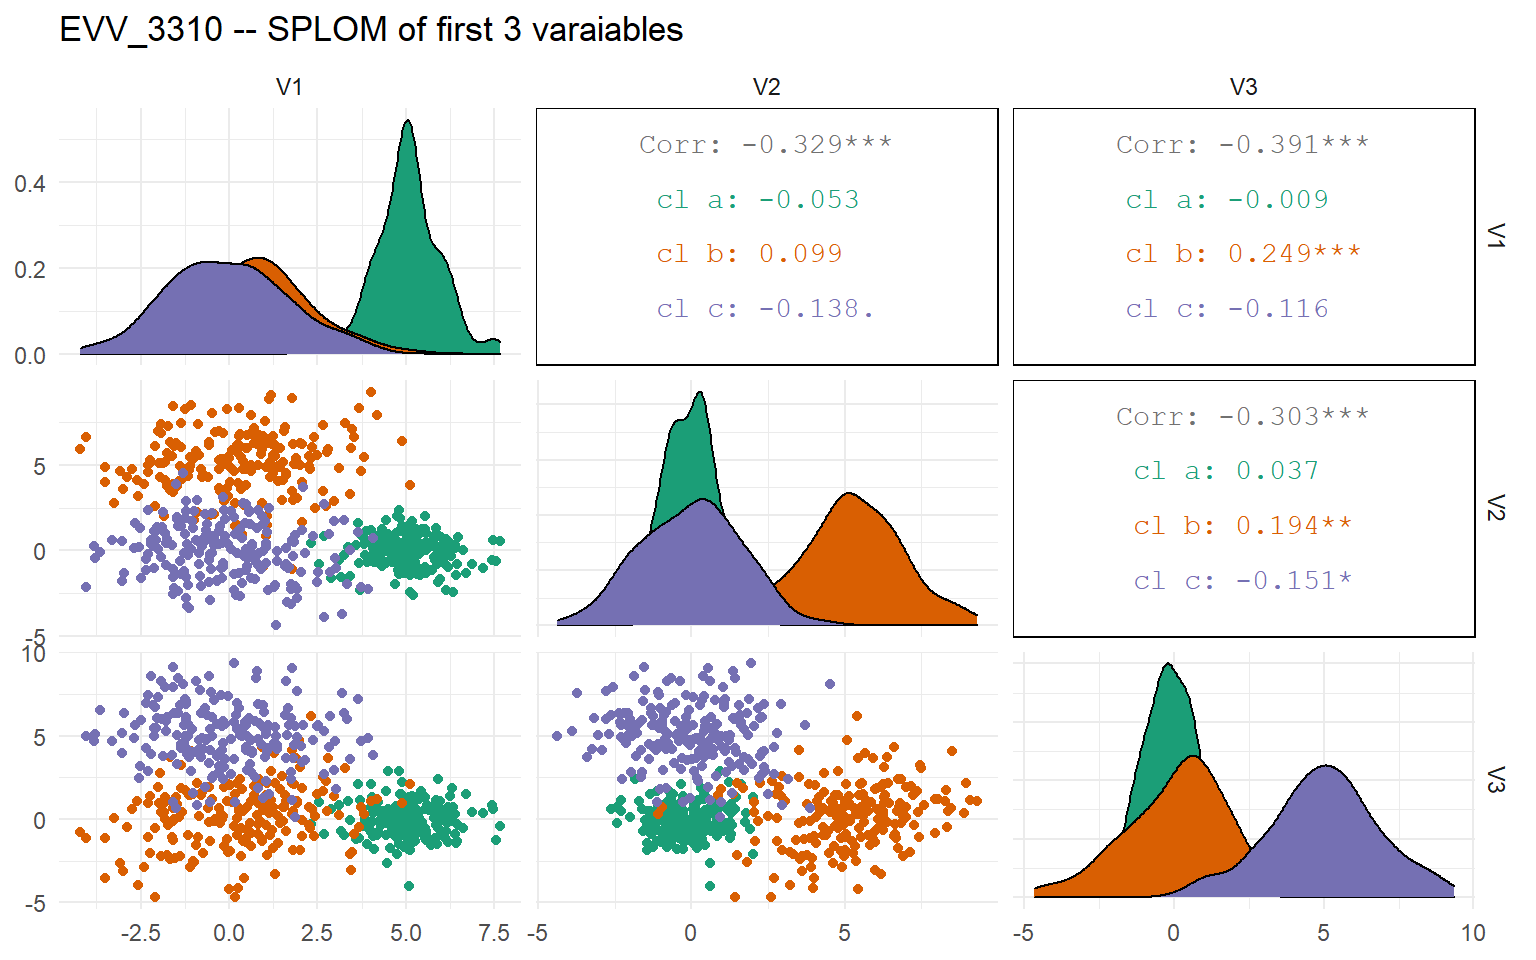 EVV_3310 -- SPLOM of first 3 varaiables
V1
V2
V3
0.4
0.2
0.0
Corr: -0.329***
cl a: -0.053
cl b: 0.099
cl c: -0.138.
Corr: -0.391***
cl a: -0.009
cl b: 0.249***
cl c: -0.116
V1
5
0
-5
Corr: -0.303***
cl a: 0.037
cl b: 0.194**
cl c: -0.151*
V2
10
5
0
-5
V3
-2.5 0.0 2.5 5.0 7.5
-5 0 5
-5 0 5 10